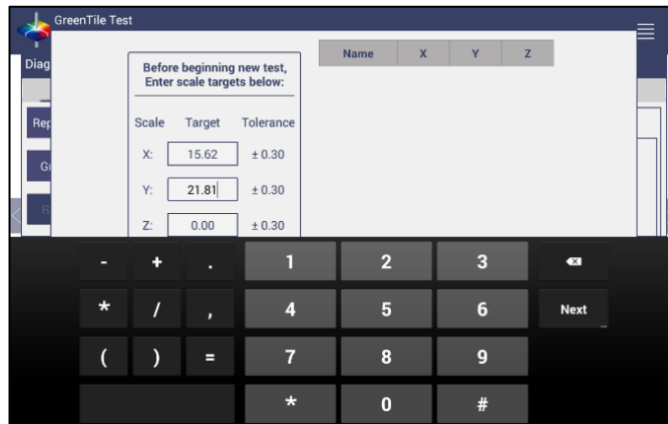 GreenTile Test
Diag
Before beginning new test,
Enter scale targets below:
Name X Y Z
Scale Target Tolerance
Rep
X: 15.62 ± 0.30
G
Y: 21.81 ± 0.30
R
Z: 0.00 ± 0.30
- + . 1 2 3
* / , 4 5 6 Next
...
( ) = 7 8 9
* 0 #